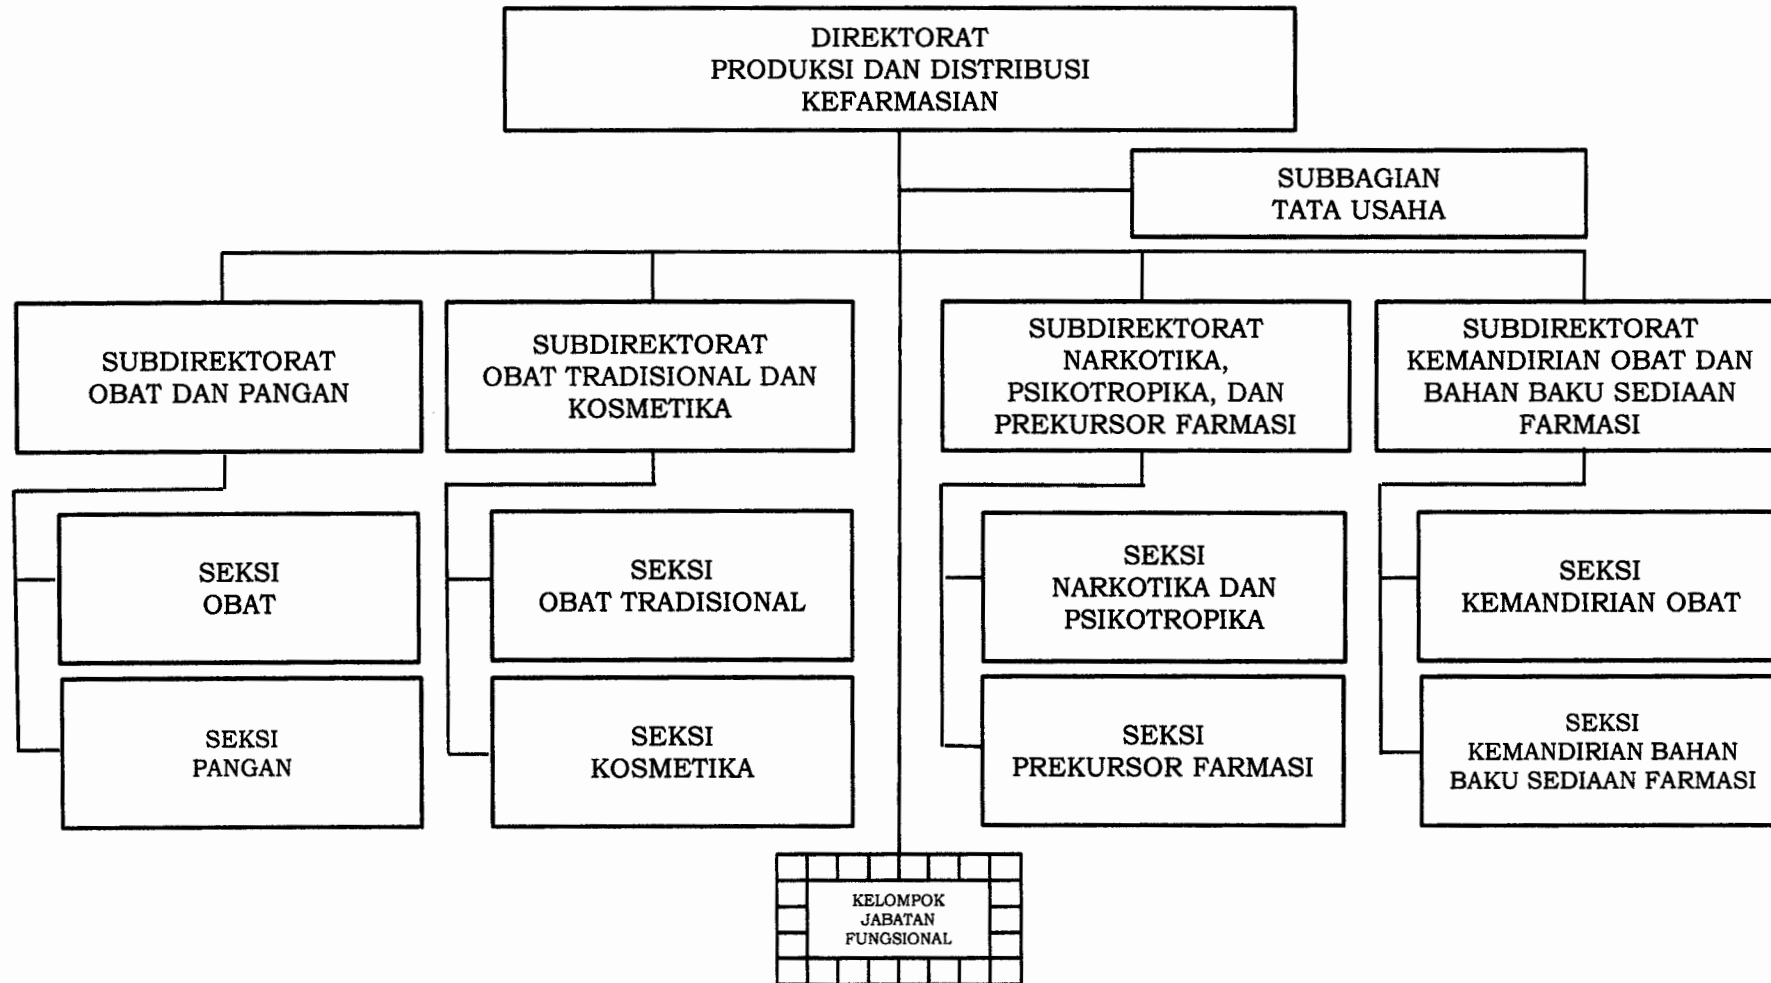 DIREKTORAT
PRODUKSI DAN DISTRIBUSI
KEFARMASIAN
SUBBAGIAN
TATA USAHA
SUBDIREKTORAT
OBAT DAN PANGAN
SUBDIREKTORAT
OBAT TRADISIONAL DAN
KOSMETIKA
SUBDIREKTORAT
NARKOTIKA,
PSIKOTROPIKA, DAN
PREKURSOR FARMASI
SUBDIREKTORAT
KEMANDIRIAN OBAT DAN
BAHAN BAKU SEDIAAN
FARMASI
SEKSI
OBAT
SEKSI
OBAT TRADISIONAL
SEKSI
NARKOTIKA DAN
PSIKOTROPIKA
SEKSI
KEMANDIRIAN OBAT
SEKSI
PANGAN
SEKSI
KOSMETIKA
SEKSI
PREKURSOR FARMASI
SEKSI
KEMANDIRIAN BAHAN
BAKU SEDIAAN FARMASI
KELOMPOK
JABATAN
FUNGSIONAL